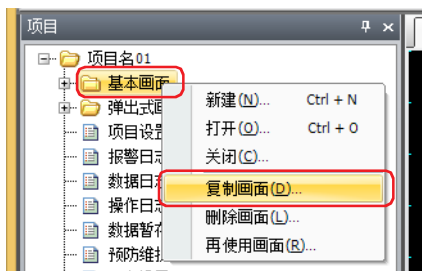 项目
项目名01
基本画面
弹出式画
项目设置
报警日志
数据日志
操作日志
数据暂存
预防维护
新建(N)... Ctrl + N
打开(O)... Ctrl + O
关闭(C)...
复制画面(D)...
删除画面(L)...
再使用画面(R)...